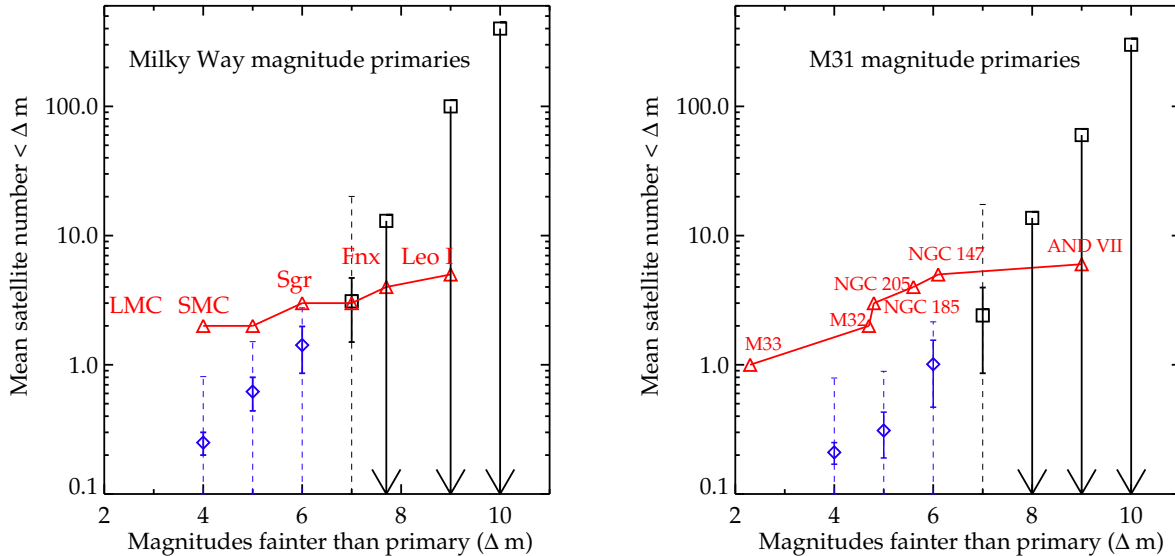 Milky Way magnitude primaries
Mean satellite number < Δ m
100.0
10.0
1.0
0.1
Fnx
Leo I
Sgr
LMC
SMC
2
4
6
8
10
Magnitudes fainter than primary (Δ m)
M31 magnitude primaries
Mean satellite number < Δ m
100.0
10.0
1.0
0.1
NGC 147
AND VII
NGC 205
NGC 185
M32
M33
2
4
6
8
10
Magnitudes fainter than primary (Δ m)